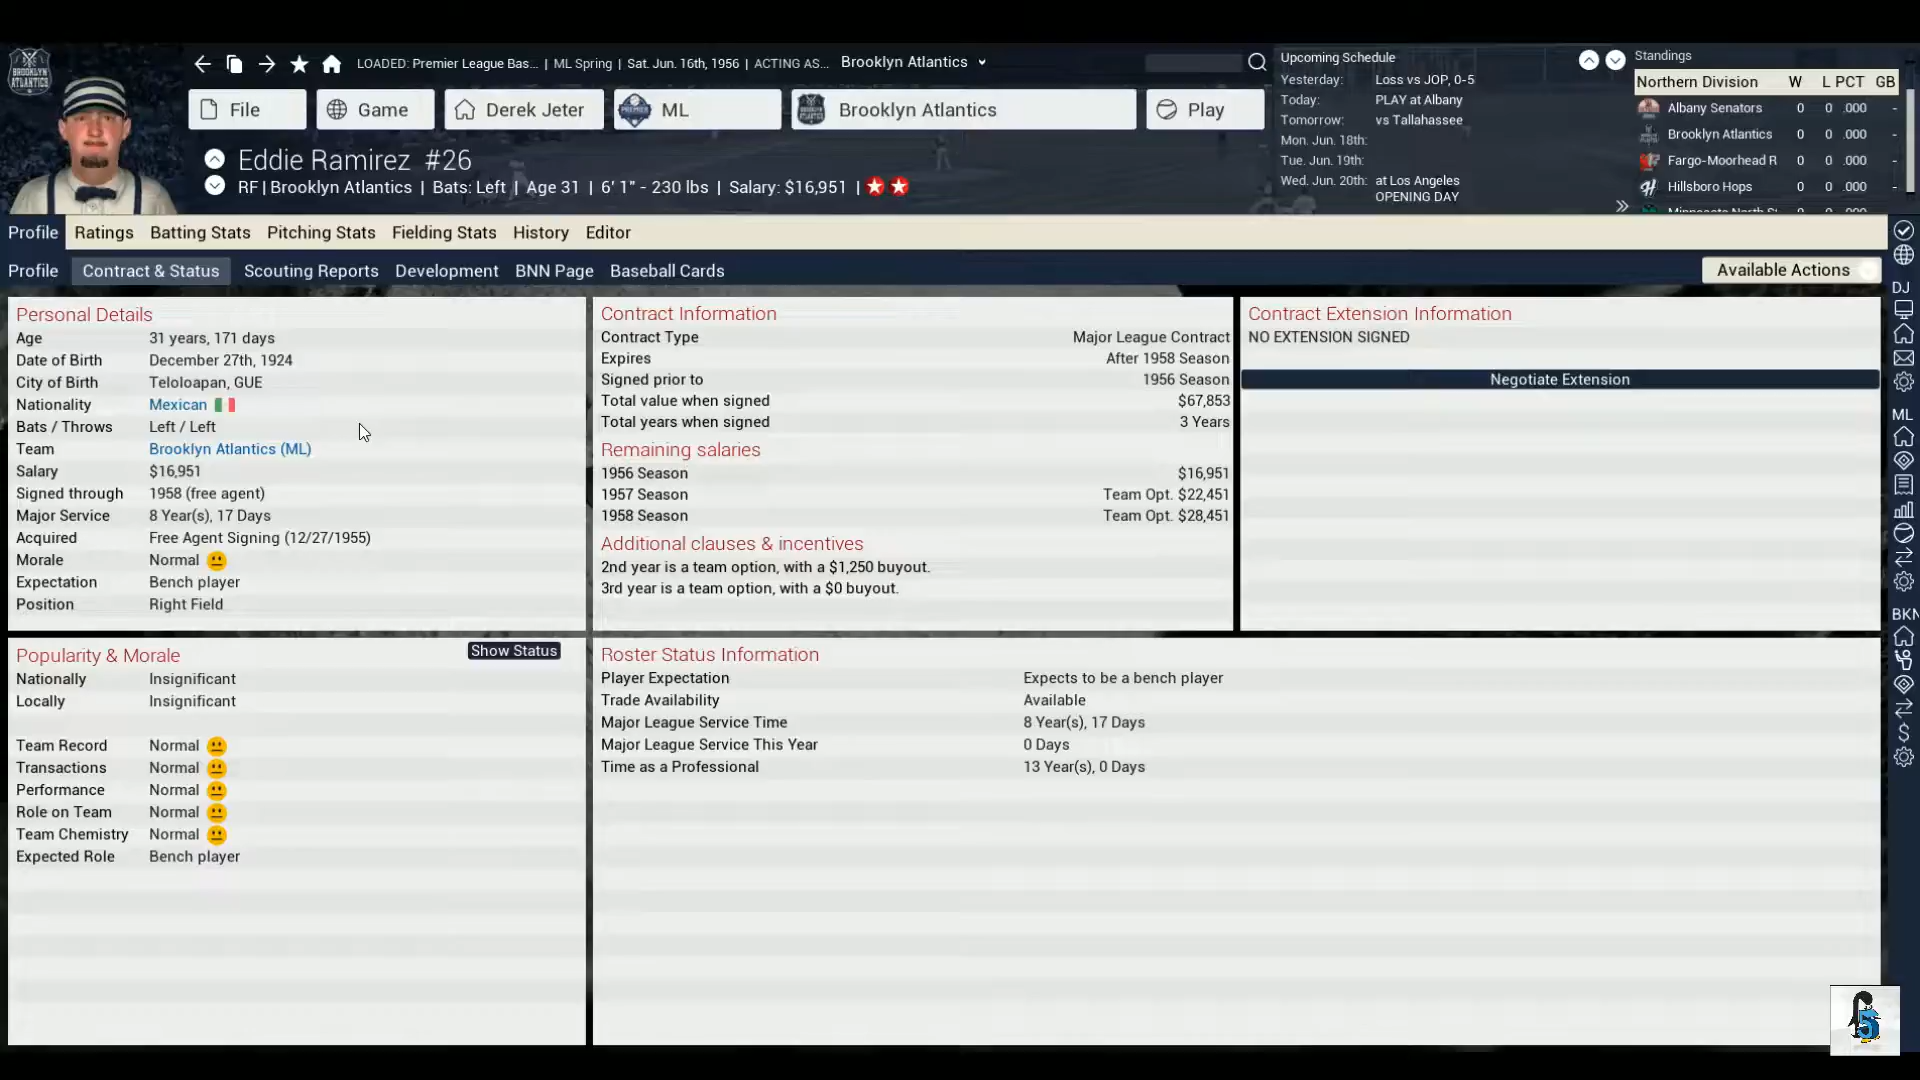 BROOKLYN ATLANTICS
LOADED: Premier League Bas... | ML Spring | Sat. Jun. 16th, 1956 | ACTING AS... Brooklyn Atlantics
File Game Derek Jeter ML Brooklyn Atlantics Play
Eddie Ramirez #26
RF | Brooklyn Atlantics | Bats: Left | Age 31 | 6' 1" - 230 lbs | Salary: $16,951 |
Upcoming Schedule
Yesterday: Loss vs JOP, 0-5
Today: PLAY at Albany
Tomorrow: vs Tallahassee
Mon. Jun. 18th:
Tue. Jun. 19th:
Wed. Jun. 20th: at Los Angeles
OPENING DAY
Standings
Northern Division W L PCT GB
Albany Senators 0 0 .000 -
Brooklyn Atlantics 0 0 .000 -
Fargo-Moorhead R 0 0 .000 -
Hillsboro Hops 0 0 .000 -
Profile Ratings Batting Stats Pitching Stats Fielding Stats History Editor
Profile Contract & Status Scouting Reports Development BNN Page Baseball Cards
Available Actions
Personal Details
Age 31 years, 171 days
Date of Birth December 27th, 1924
City of Birth Teloloapan, GUE
Nationality Mexican
Bats / Throws Left / Left
Team Brooklyn Atlantics (ML)
Salary $16,951
Signed through 1958 (free agent)
Major Service 8 Year(s), 17 Days
Acquired Free Agent Signing (12/27/1955)
Morale Normal
Expectation Bench player
Position Right Field
Contract Information
Contract Type Major League Contract
Expires After 1958 Season
Signed prior to 1956 Season
Total value when signed $67,853
Total years when signed 3 Years
Remaining salaries
1956 Season $16,951
1957 Season Team Opt. $22,451
1958 Season Team Opt. $28,451
Additional clauses & incentives
2nd year is a team option, with a $1,250 buyout.
3rd year is a team option, with a $0 buyout.
Contract Extension Information
NO EXTENSION SIGNED
Negotiate Extension
Popularity & Morale Show Status
Nationally Insignificant
Locally Insignificant
Team Record Normal
Transactions Normal
Performance Normal
Role on Team Normal
Team Chemistry Normal
Expected Role Bench player
Roster Status Information
Player Expectation Expects to be a bench player
Trade Availability Available
Major League Service Time 8 Year(s), 17 Days
Major League Service This Year 0 Days
Time as a Professional 13 Year(s), 0 Days
DJ
ML
BKN